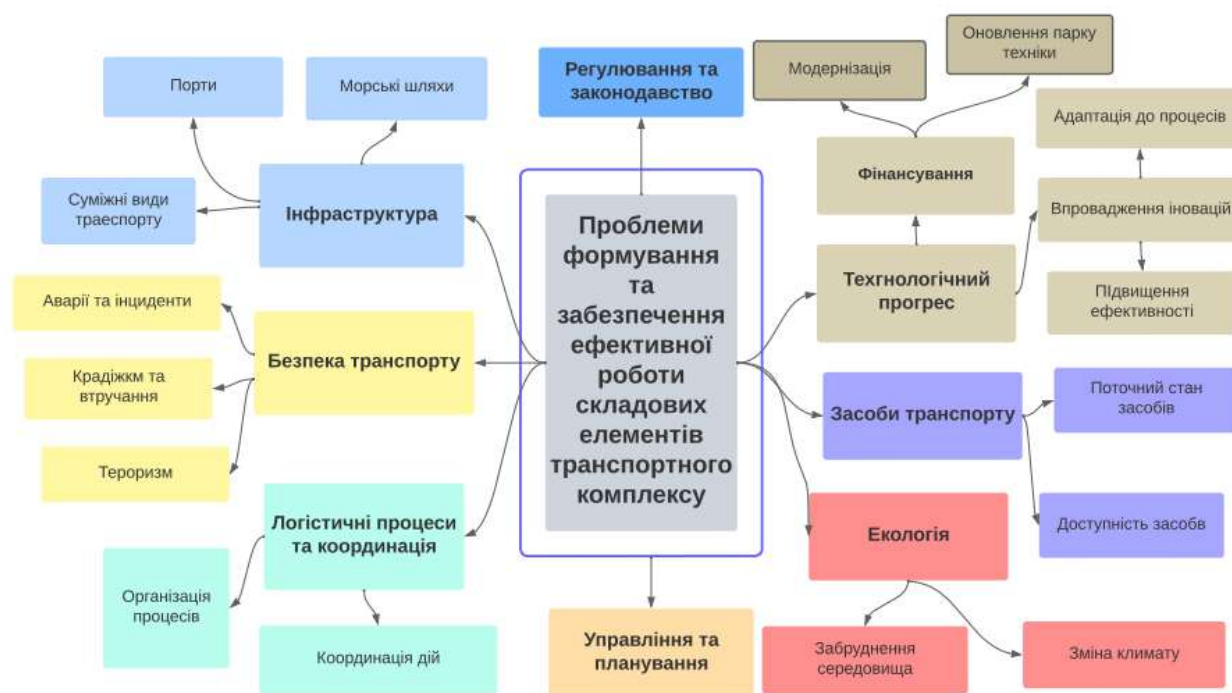 Порти
Морські шляхи
Суміжні види
траеспорту
Інфраструктура
Аварії та інциденти
Крадіжкм та
втручання
Тероризм
Безпека транспорту
Логістичні процеси
та координація
Організація
процесів
Координація дій
Регулювання та
законодавство
Проблеми
формування
та
забезпечення
ефективної
роботи
складових
елементів
транспортного
комплексу
Управління та
планування
Модернізація
Оновлення парку
техніки
Фінансування
Техгнологічний
прогрес
Адаптація до процесів
Впровадження іновацій
ПІдвищення
ефективності
Засоби транспорту
Поточний стан
засобів
Доступність засобв
Екологія
Забруднення
середовища
Зміна климату